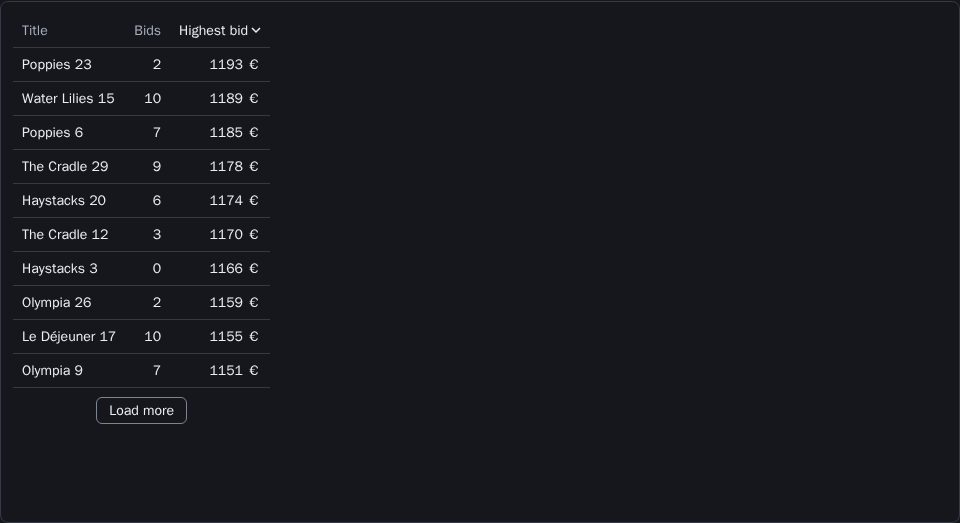 Title Bids Highest bid
Poppies 23 2 1193 €
Water Lilies 15 10 1189 €
Poppies 6 7 1185 €
The Cradle 29 9 1178 €
Haystacks 20 6 1174 €
The Cradle 12 3 1170 €
Haystacks 3 0 1166 €
Olympia 26 2 1159 €
Le Déjeuner 17 10 1155 €
Olympia 9 7 1151 €
Load more